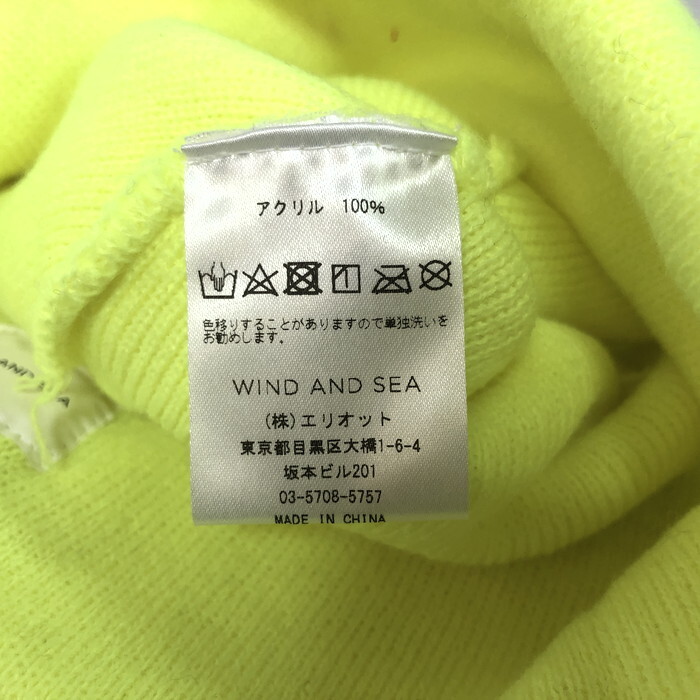 アクリル 100%
色移りすることがありますので単独洗いを
お勧めします。
WIND AND SEA
(株)エリオット
東京都目黒区大橋1-6-4
坂本ビル201
03-5708-5757
MADE IN CHINA
AND SEA